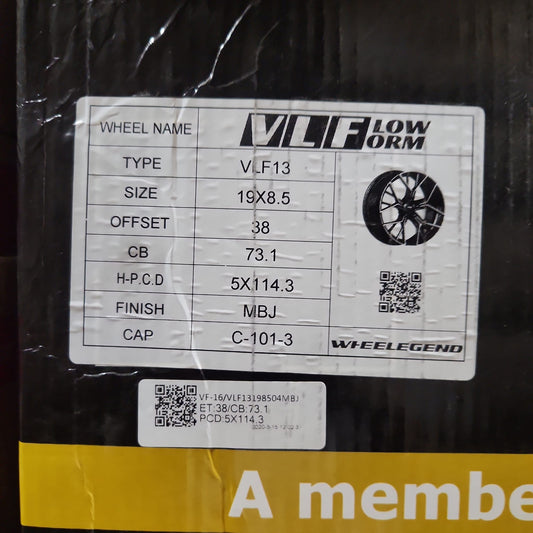 WHEEL NAME VLF LOW FORM
TYPE VLF13
SIZE 19X8.5
OFFSET 38
CB 73.1
H-P.C.D 5X114.3
FINISH MBJ
CAP C-101-3
WHEELEGEND
VF-16/VLF13198504MBJ
ET:38/CB:73.1
PCD:5X114.3
A membe